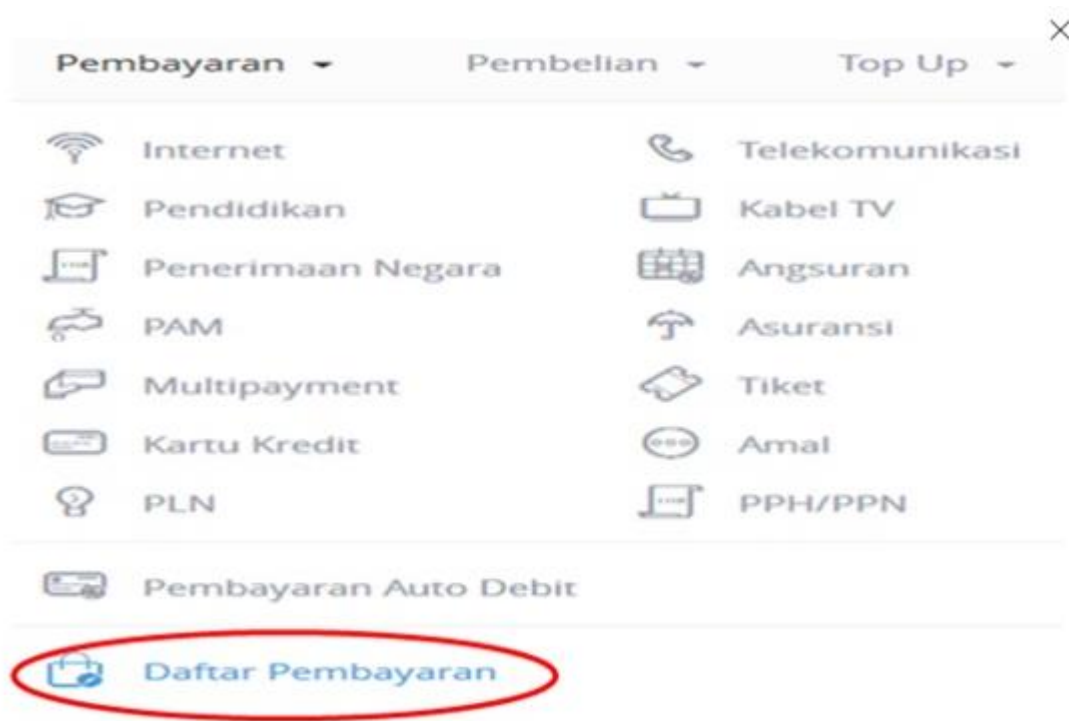 Pembayaran Pembelian Top Up
Internet Telekomunikasi
Pendidikan Kabel TV
Penerimaan Negara Angsuran
PAM Asuransi
Multipayment Tiket
Kartu Kredit Amal
PLN PPH/PPN
Pembayaran Auto Debit
Daftar Pembayaran